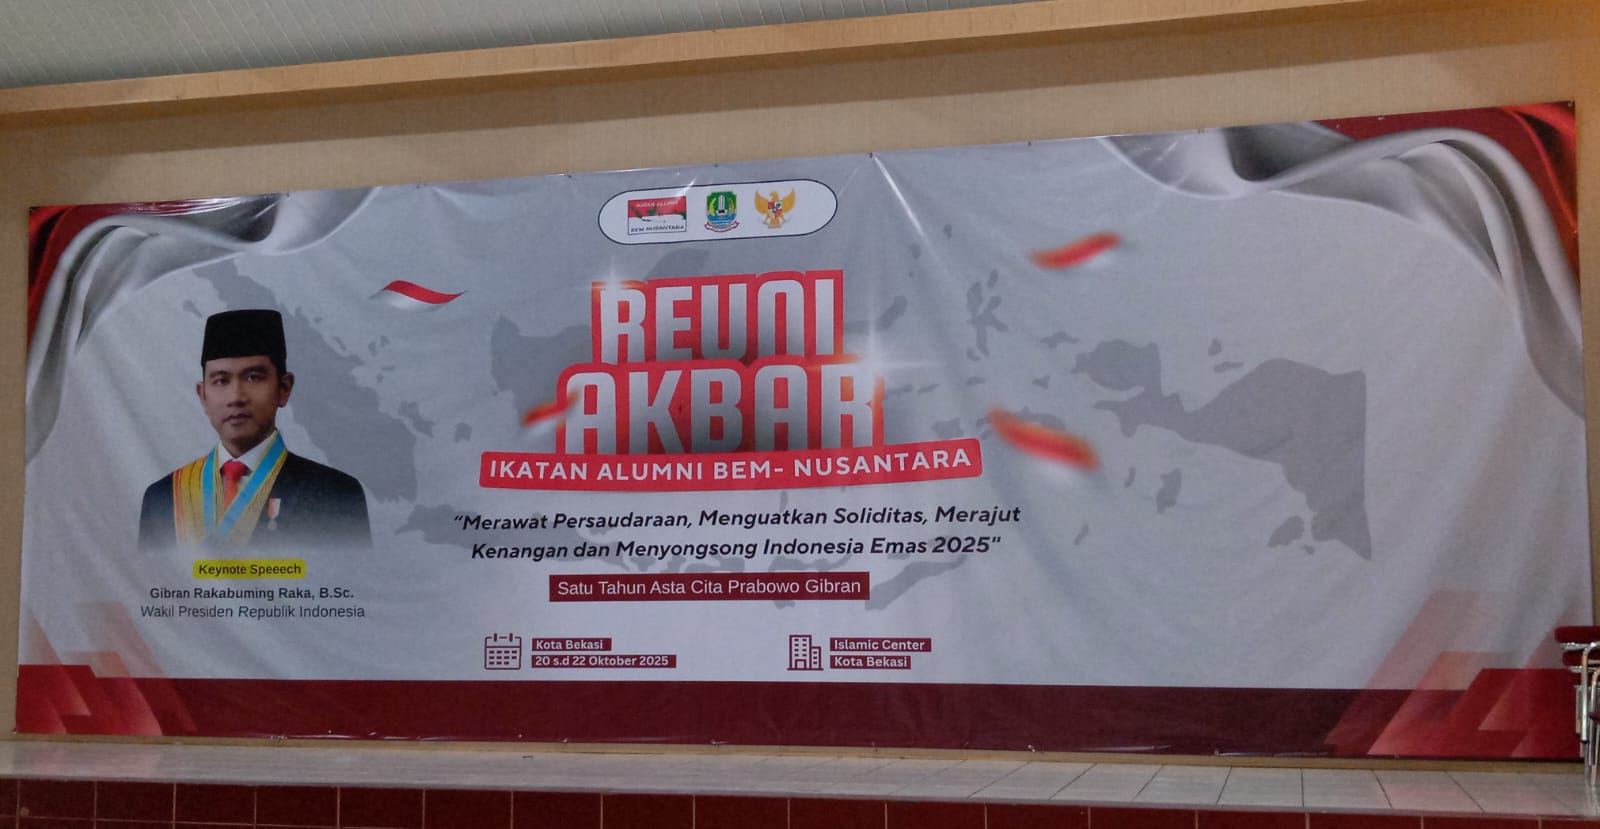 IKATAN ALUMNI
BEM NUSANTARA
REUNI
AKBAR
IKATAN ALUMNI BEM- NUSANTARA
"Merawat Persaudaraan, Menguatkan Soliditas, Merajut
Kenangan dan Menyongsong Indonesia Emas 2025"
Satu Tahun Asta Cita Prabowo Gibran
Keynote Speeech
Gibran Rakabuming Raka, B.Sc.
Wakil Presiden Republik Indonesia
Kota Bekasi
20 s.d 22 Oktober 2025
Islamic Center
Kota Bekasi